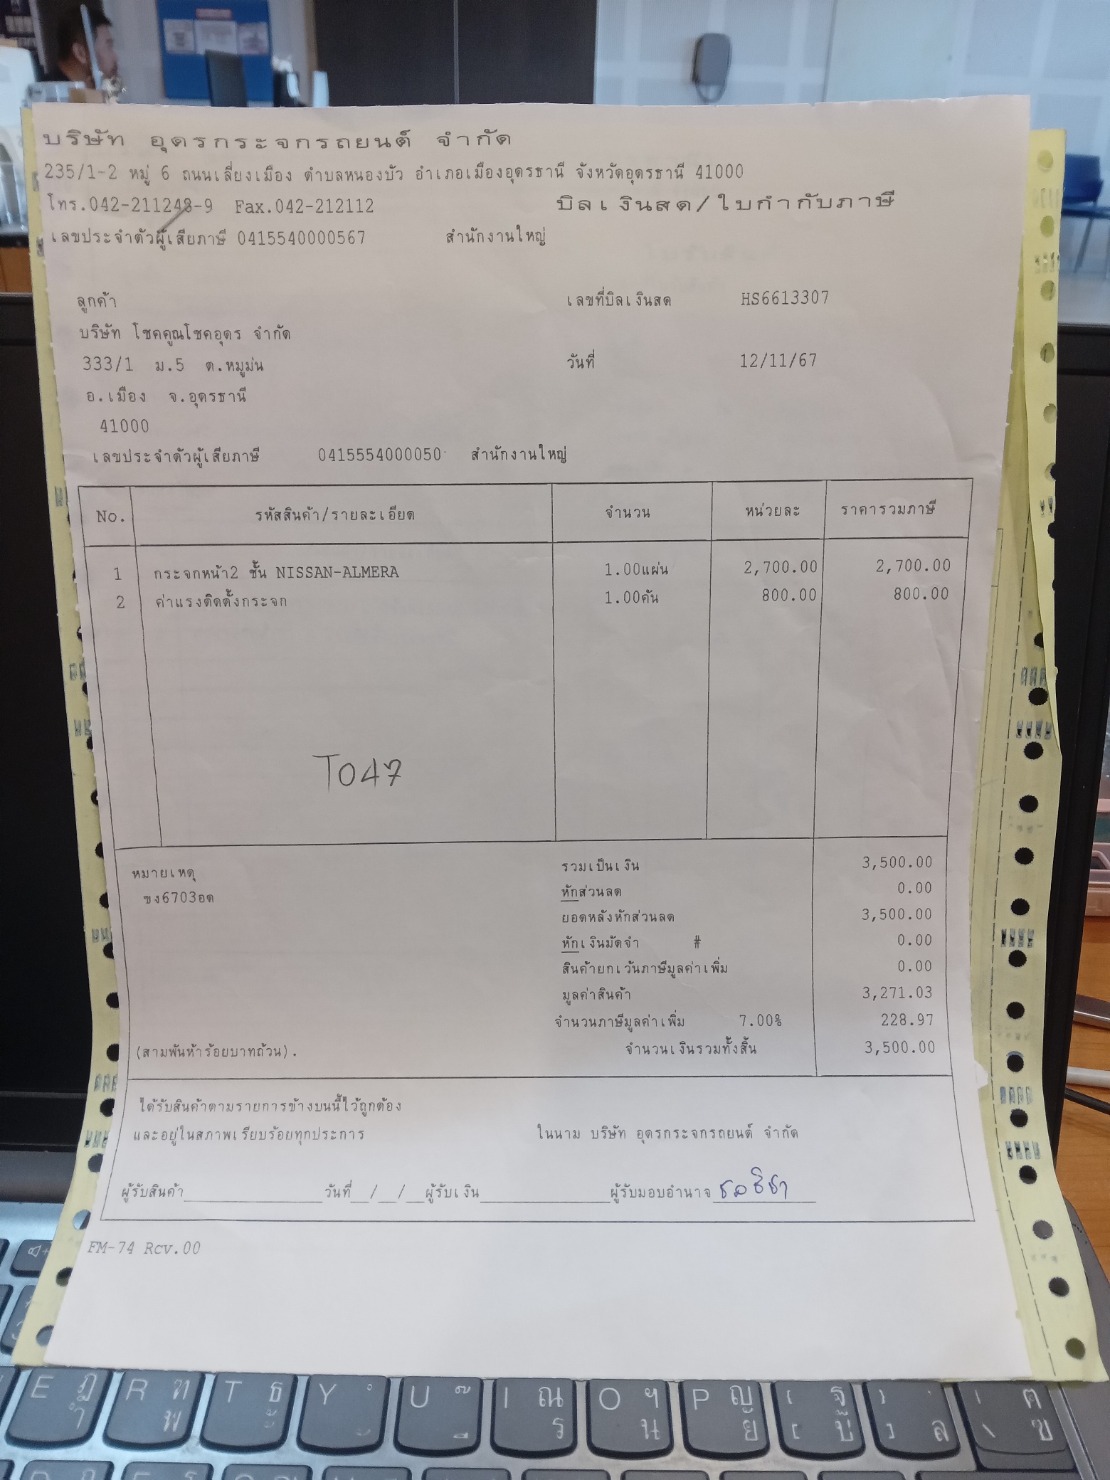 บริษัท อุดรกระจกรถยนต์ จำกัด
235/1-2 หมู่ 6 ถนนเลี่ยงเมือง ตำบลหนองบัว อำเภอเมืองอุดรธานี จังหวัดอุดรธานี 41000
โทร.042-211248-9 Fax.042-212112 บิลเงินสด/ใบกำกับภาษี
เลขประจำตัวผู้เสียภาษี 0415540000567 สำนักงานใหญ่
ลูกค้า เลขที่บิลเงินสด HS6613307
บริษัท โชคคูณโชคอุดร จำกัด
333/1 ม.5 ต.หมูม่น วันที่ 12/11/67
อ.เมือง จ.อุดรธานี
41000
เลขประจำตัวผู้เสียภาษี 0415554000050 สำนักงานใหญ่
No. รหัสสินค้า/รายละเอียด จำนวน หน่วยละ ราคารวมภาษี
1 กระจกหน้า2 ชั้น NISSAN-ALMERA 1.00แผ่น 2,700.00 2,700.00
2 ค่าแรงติดตั้งกระจก 1.00คัน 800.00 800.00
T047
หมายเหตุ รวมเป็นเงิน 3,500.00
ขง6703อด หักส่วนลด 0.00
ยอดหลังหักส่วนลด 3,500.00
หักเงินมัดจำ # 0.00
สินค้ายกเว้นภาษีมูลค่าเพิ่ม 0.00
มูลค่าสินค้า 3,271.03
จำนวนภาษีมูลค่าเพิ่ม 7.00% 228.97
(สามพันห้าร้อยบาทถ้วน). จำนวนเงินรวมทั้งสิ้น 3,500.00
ได้รับสินค้าตามรายการข้างบนนี้ไว้ถูกต้อง
และอยู่ในสภาพเรียบร้อยทุกประการ ในนาม บริษัท อุดรกระจกรถยนต์ จำกัด
ผู้รับสินค้า วันที่__/__/__ผู้รับเงิน ผู้รับมอบอำนาจ
FM-74 Rcv.00
E ฎ ำ R ฑ พ T ธ ะ Y U I ณ ร O ฯ น P ญ ย [ ฐ บ ] ล \ ฅ ฃ